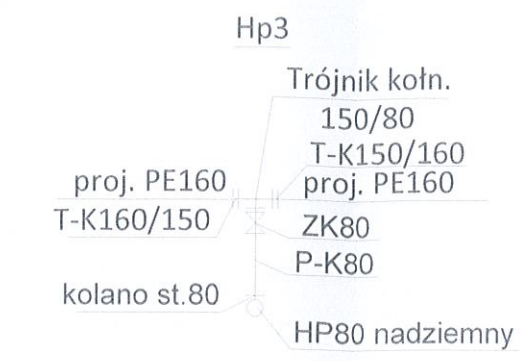 Hp3
Trójnik kołn.
150/80
T-K150/160
proj. PE160
proj. PE160
T-K160/150
ZK80
P-K80
kolano st.80
HP80 nadziemny